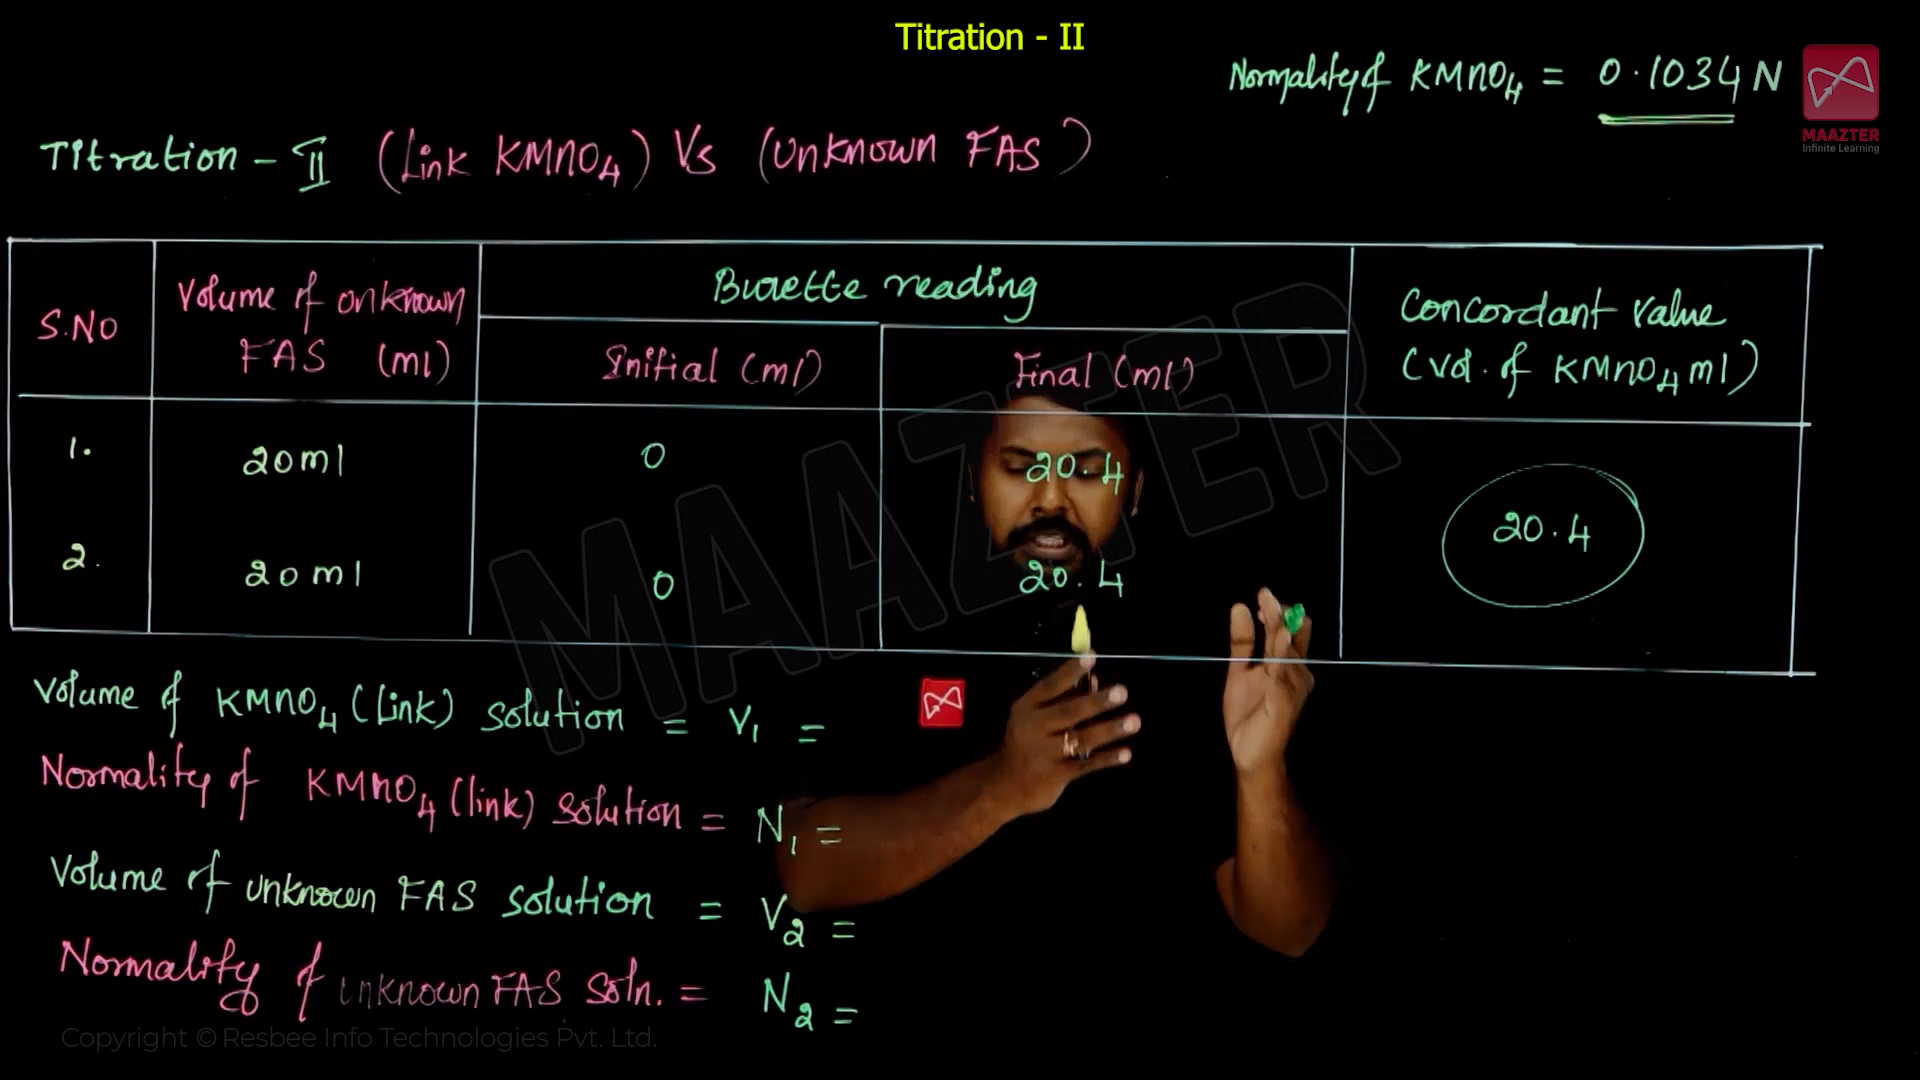 Titration - II
Normality of KMnO4 = 0.1034 N
MAAZTER
Infinite Learning
Titration - II (Link KMnO4) Vs (Unknown FAS)
S.NO
Volume of unknown FAS (ml)
Burette reading
Initial (ml)
Final (ml)
Concordant Value (Vol. of KMnO4 ml)
1. 20ml 0 20.4
20.4
2. 20ml 0 20.4
MAAZTER
Volume of KMnO4 (Link) solution = V1 =
Normality of KMnO4 (link) solution = N1 =
Volume of unknown FAS solution = V2 =
Normality of unknown FAS soln. = N2 =
Copyright © Resbee Info Technologies Pvt. Ltd.